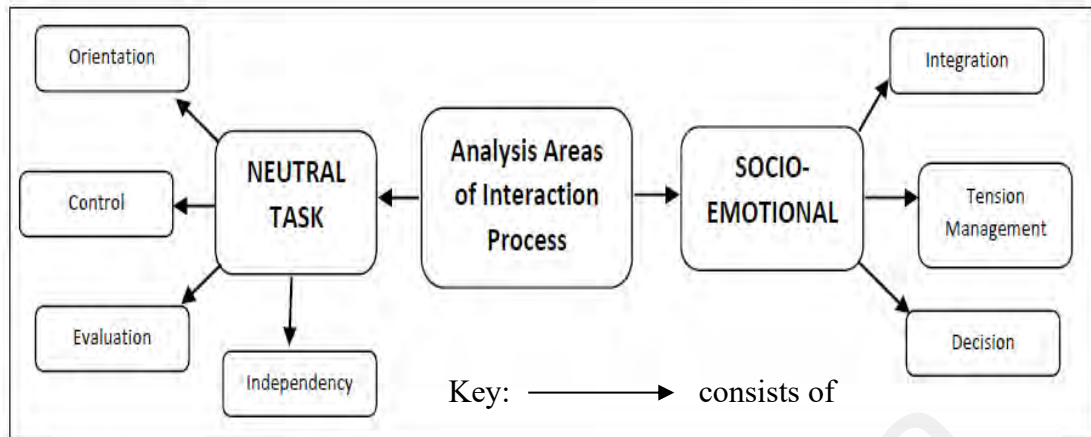 Orientation
Control
Evaluation
Independency
NEUTRAL
TASK
Analysis Areas
of Interaction
Process
SOCIO-
EMOTIONAL
Integration
Tension
Management
Decision
Key: consists of